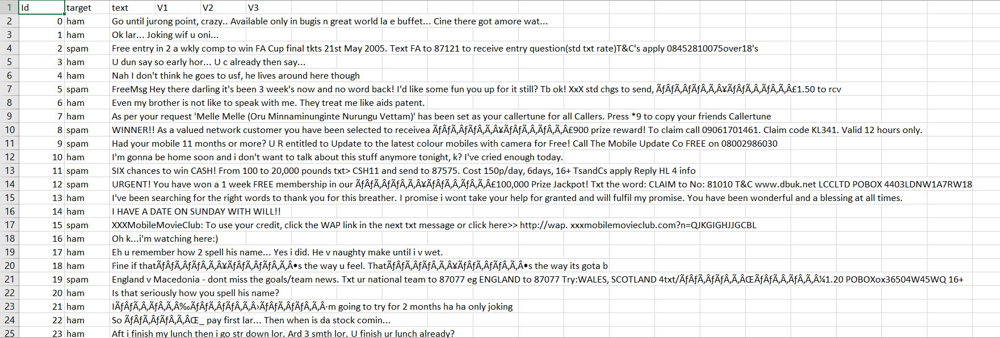 1 Id target text V1 V2 V3
2 0 ham Go until jurong point, crazy.. Available only in bugis n great world la e buffet... Cine there got amore wat...
3 1 ham Ok lar... Joking wif u oni...
4 2 spam Free entry in 2 a wkly comp to win FA Cup final tkts 21st May 2005. Text FA to 87121 to receive entry question(std txt rate)T&C's apply 08452810075over18's
5 3 ham U dun say so early hor... U c already then say...
6 4 ham Nah I don't think he goes to usf, he lives around here though
7 5 spam FreeMsg Hey there darling it's been 3 week's now and no word back! I'd like some fun you up for it still? Tb ok! XxX std chgs to send, ÃƒÂƒÃ‚ÂƒÃƒÂ‚Ã‚Â¥ÃƒÂƒÃ‚Â‚ÃƒÂ‚Ã‚Â£1.50 to rcv
8 6 ham Even my brother is not like to speak with me. They treat me like aids patent.
9 7 ham As per your request 'Melle Melle (Oru Minnaminunginte Nurungu Vettam)' has been set as your callertune for all Callers. Press *9 to copy your friends Callertune
10 8 spam WINNER!! As a valued network customer you have been selected to receivea ÃƒÂƒÃ‚ÂƒÃƒÂ‚Ã‚Â¥ÃƒÂƒÃ‚Â‚ÃƒÂ‚Ã‚Â£900 prize reward! To claim call 09061701461. Claim code KL341. Valid 12 hours only.
11 9 spam Had your mobile 11 months or more? U R entitled to Update to the latest colour mobiles with camera for Free! Call The Mobile Update Co FREE on 08002986030
12 10 ham I'm gonna be home soon and i don't want to talk about this stuff anymore tonight, k? I've cried enough today.
13 11 spam SIX chances to win CASH! From 100 to 20,000 pounds txt> CSH11 and send to 87575. Cost 150p/day, 6days, 16+ TsandCs apply Reply HL 4 info
14 12 spam URGENT! You have won a 1 week FREE membership in our ÃƒÂƒÃ‚ÂƒÃƒÂ‚Ã‚Â¥ÃƒÂƒÃ‚Â‚ÃƒÂ‚Ã‚Â£100,000 Prize Jackpot! Txt the word: CLAIM to No: 81010 T&C www.dbuk.net LCCLTD POBOX 4403LDNW1A7RW18
15 13 ham I've been searching for the right words to thank you for this breather. I promise i wont take your help for granted and will fulfil my promise. You have been wonderful and a blessing at all times.
16 14 ham I HAVE A DATE ON SUNDAY WITH WILL!!
17 15 spam XXXMobileMovieClub: To use your credit, click the WAP link in the next txt message or click here>> http://wap. xxxmobilemovieclub.com?n=QJKGIGHJJGCBL
18 16 ham Oh k...i'm watching here:)
19 17 ham Eh u remember how 2 spell his name... Yes i did. He v naughty make until i v wet.
20 18 ham Fine if thatÃƒÂƒÃ‚ÂƒÃƒÂ‚Ã‚Â¥ÃƒÂƒÃ‚ÂƒÃƒÂ‚Ã‚Â•s the way u feel. ThatÃƒÂƒÃ‚ÂƒÃƒÂ‚Ã‚Â¥ÃƒÂƒÃ‚ÂƒÃƒÂ‚Ã‚Â•s the way its gota b
21 19 spam England v Macedonia - dont miss the goals/team news. Txt ur national team to 87077 eg ENGLAND to 87077 Try:WALES, SCOTLAND 4txt/ÃƒÂƒÃ‚ÂƒÃƒÂ‚Ã‚ÂŒÃƒÂƒÃ‚Â‚ÃƒÂ‚Ã‚Â¼1.20 POBOXox36504W45WQ 16+
22 20 ham Is that seriously how you spell his name?
23 21 ham IÃƒÂƒÃ‚Â‚ÃƒÂ‚Ã‚Â‰ÃƒÂƒÃ‚ÂƒÃƒÂ‚Ã‚Â›ÃƒÂƒÃ‚ÂƒÃƒÂ‚Ã‚Â·m going to try for 2 months ha ha only joking
24 22 ham So ÃƒÂƒÃ‚ÂƒÃƒÂ‚Ã‚ÂŒ_ pay first lar... Then when is da stock comin...
25 23 ham Aft i finish my lunch then i go str down lor. Ard 3 smth lor. U finish ur lunch already?